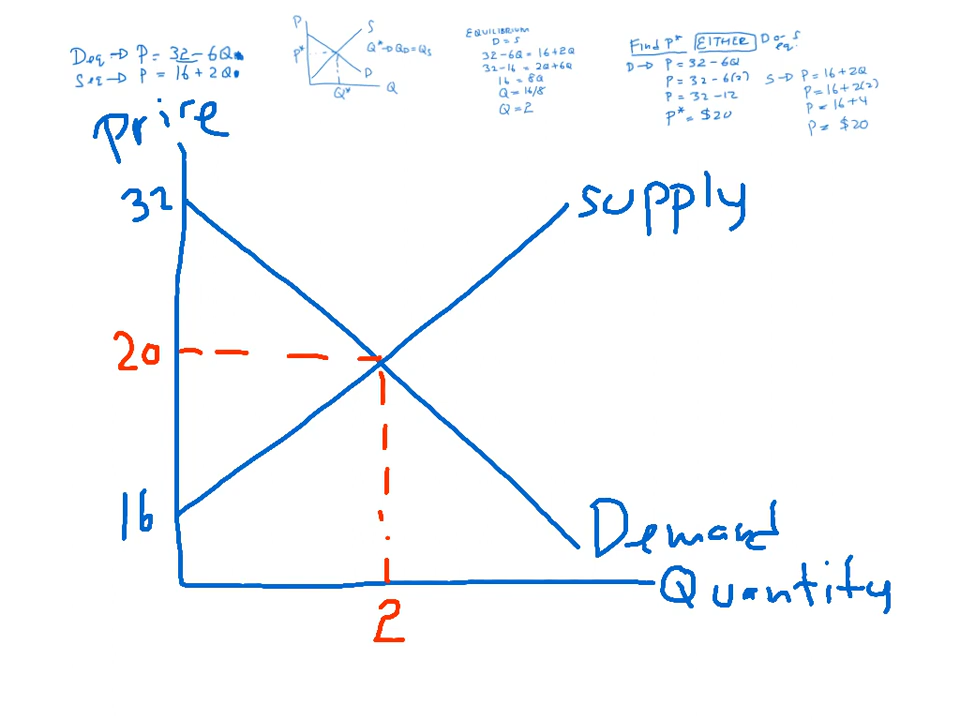 Deq → P = 32 - 6Q
Seq → P = 16 + 2Q
P
S
P*
Q* → QD = QS
D
Q* Q
EQUILIBRIUM
D = S
32-6Q = 16+2Q
32-16 = 2Q+6Q
16 = 8Q
Q = 16/8
Q = 2
Find P* EITHER D or S
eq.
D → P = 32 - 6Q
P = 32 - 6(2)
P = 32 - 12
P* = $20
S → P = 16 + 2Q
P = 16 + 2(2)
P = 16 + 4
P = $20
Price
32
supply
20
16
Demand
Quantity
2